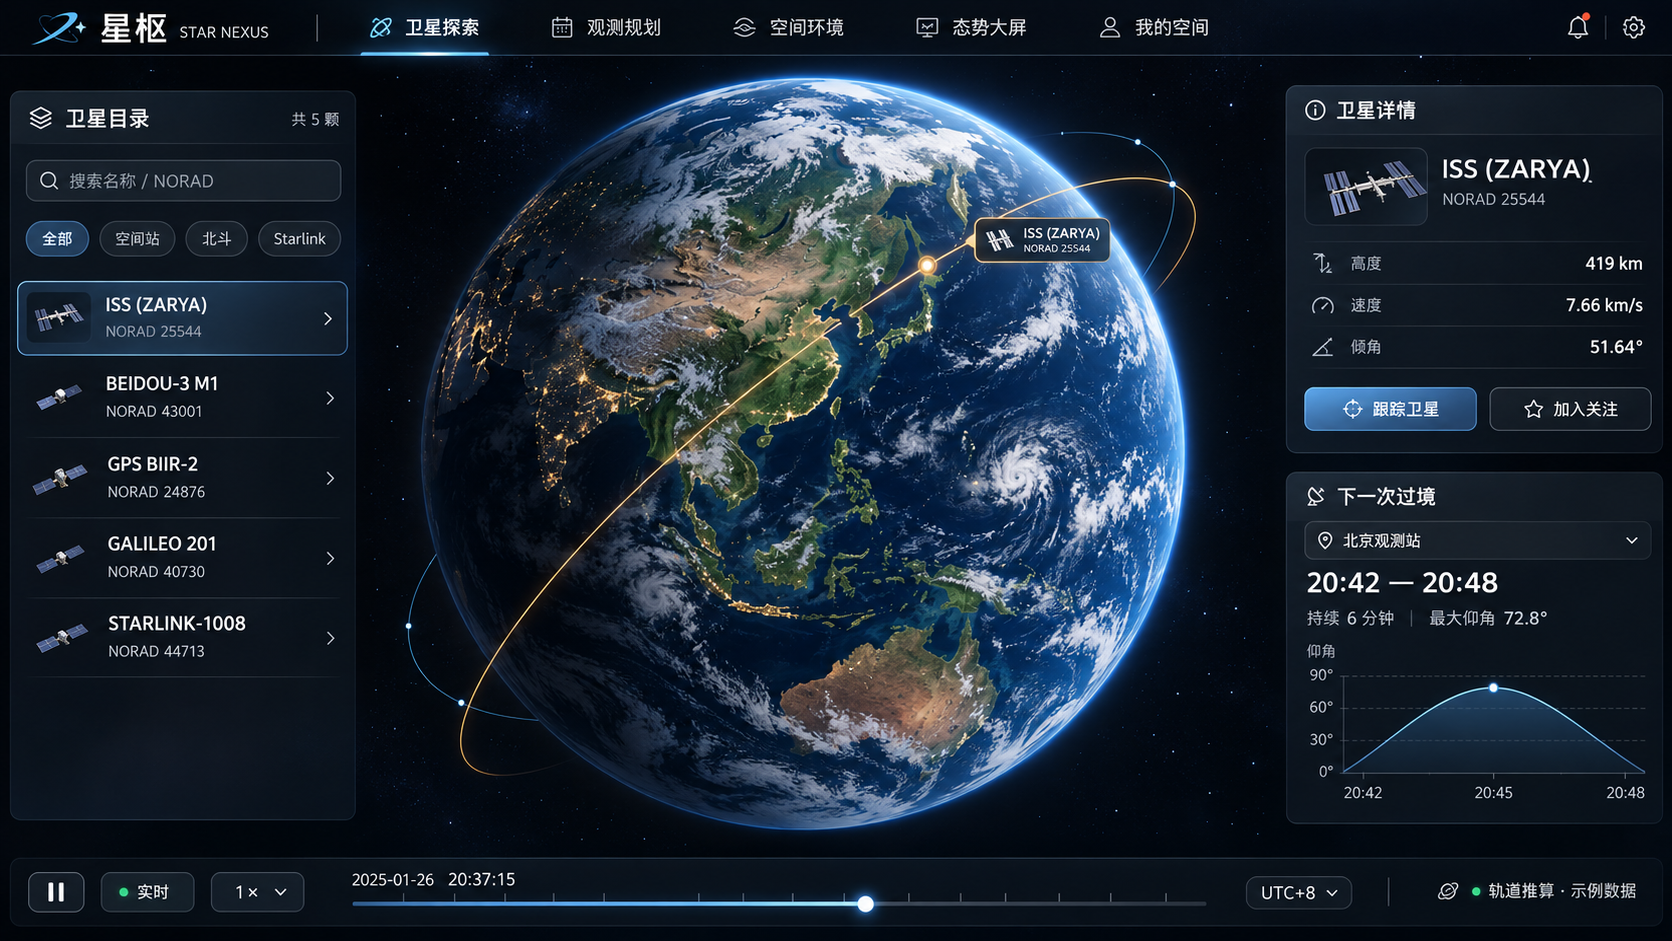 星枢 STAR NEXUS
卫星探索
观测规划
空间环境
态势大屏
我的空间
卫星目录
共 5 颗
搜索名称 / NORAD
全部
空间站
北斗
Starlink
ISS (ZARYA)
NORAD 25544
BEIDOU-3 M1
NORAD 43001
GPS BIIR-2
NORAD 24876
GALILEO 201
NORAD 40730
STARLINK-1008
NORAD 44713
ISS (ZARYA)
NORAD 25544
卫星详情
ISS (ZARYA)
NORAD 25544
高度 419 km
速度 7.66 km/s
倾角 51.64°
跟踪卫星
加入关注
下一次过境
北京观测站
20:42 — 20:48
持续 6 分钟 | 最大仰角 72.8°
仰角
90°
60°
30°
0°
20:42 20:45 20:48
实时
1 ×
2025-01-26 20:37:15
UTC+8
轨道推算 · 示例数据